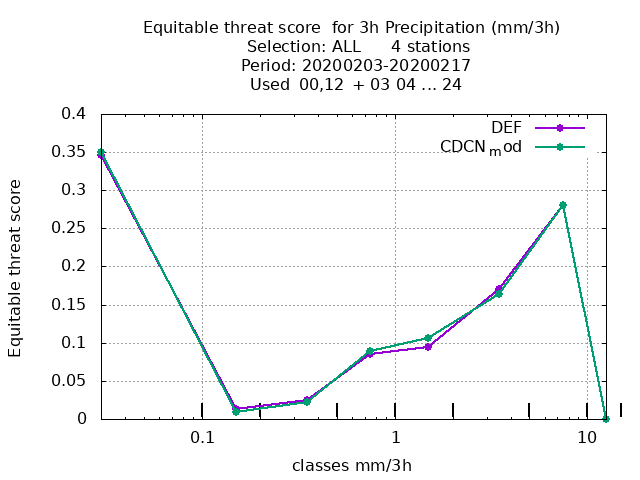 Equitable threat score  for 3h Precipitation (mm/3h)
Selection: ALL      4 stations
Period: 20200203-20200217
Used  00,12  + 03 04 ... 24
0.4
DEF
CDCNmod
0.35
0.3
0.25
0.2
0.15
0.1
0.05
0
Equitable threat score
0.1
1
10
classes mm/3h